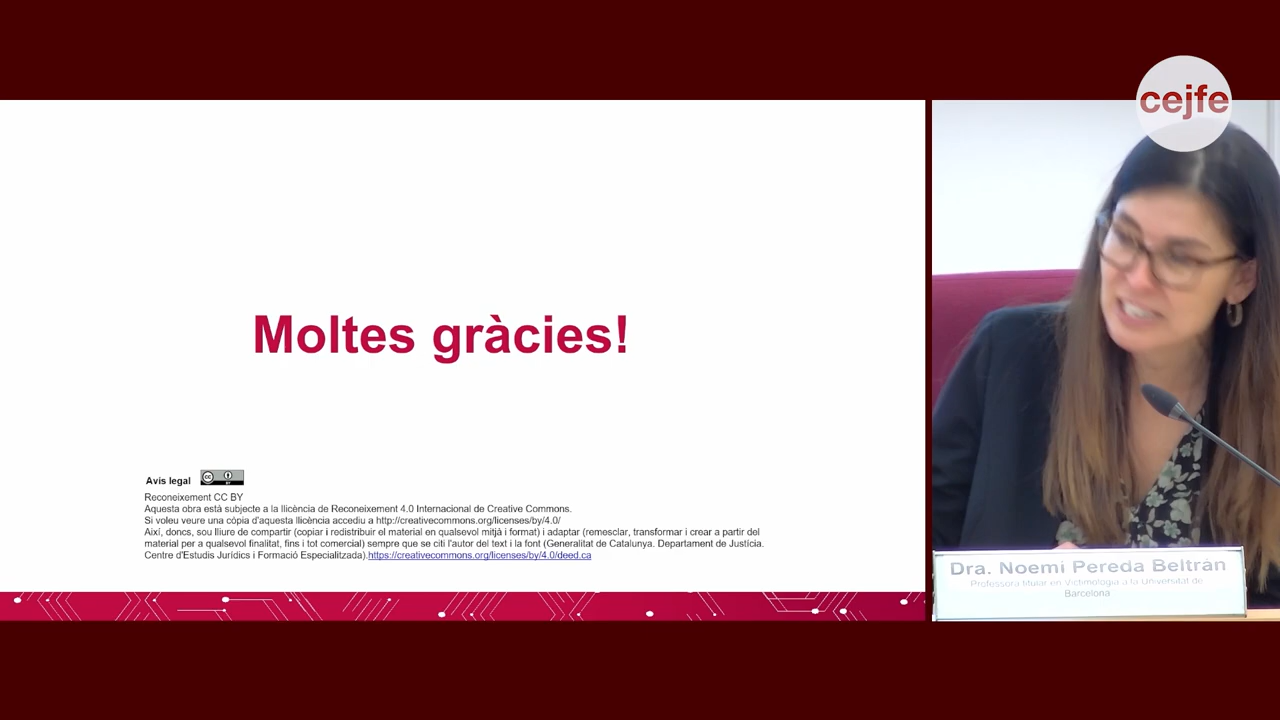 cejfe
Moltes gràcies!
Avís legal
Reconeixement CC BY
Aquesta obra està subjecte a la llicència de Reconeixement 4.0 Internacional de Creative Commons.
Si voleu veure una còpia d'aquesta llicència accediu a http://creativecommons.org/licenses/by/4.0/
Així, doncs, sou lliure de compartir (copiar i redistribuir el material en qualsevol mitjà i format) i adaptar (remesclar, transformar i crear a partir del
material per a qualsevol finalitat, fins i tot comercial) sempre que se citi l'autor del text i la font (Generalitat de Catalunya. Departament de Justícia.
Centre d'Estudis Jurídics i Formació Especialitzada).https://creativecommons.org/licenses/by/4.0/deed.ca
Dra. Noemí Pereda Beltrán
Professora titular en Victimologia a la Universitat de
Barcelona